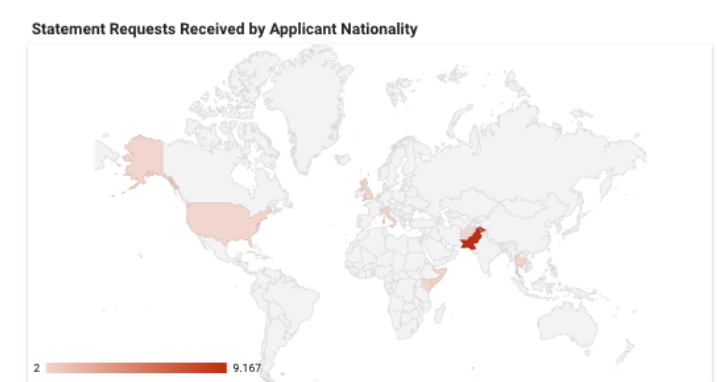 Statement Requests Received by Applicant Nationality
2
9.167